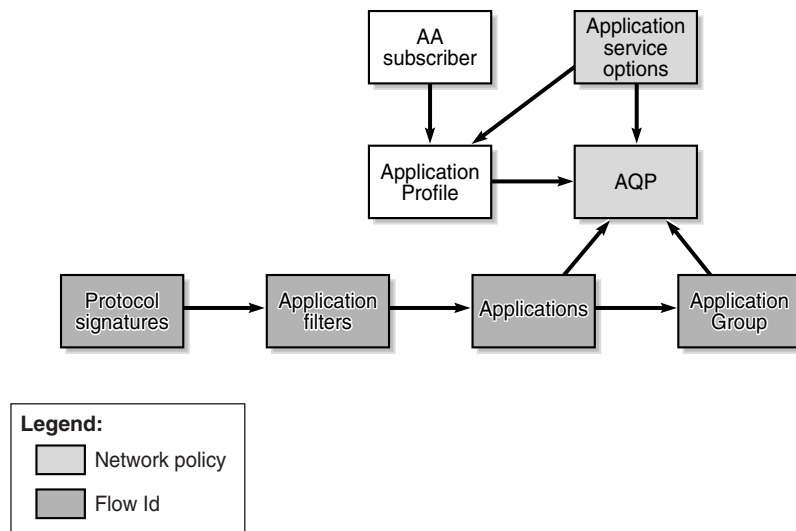 AA
subscriber
Application
service
options
Application
Profile
AQP
Protocol
signatures
Application
filters
Applications
Application
Group
Legend:
Network policy
Flow Id